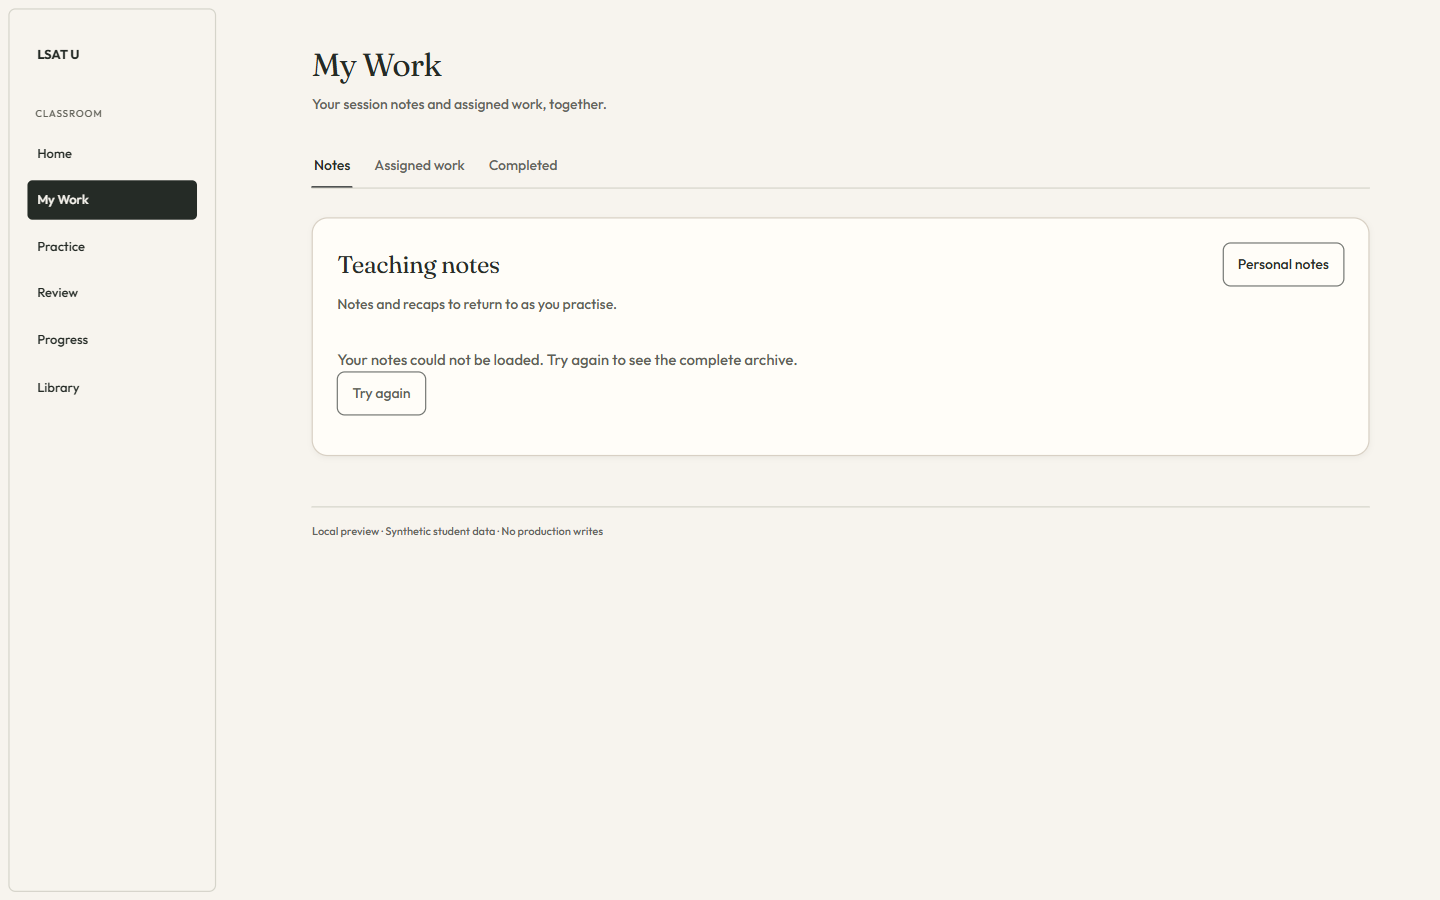 LSAT U
CLASSROOM
Home
My Work
Practice
Review
Progress
Library
My Work
Your session notes and assigned work, together.
Notes
Assigned work
Completed
Teaching notes
Personal notes
Notes and recaps to return to as you practise.
Your notes could not be loaded. Try again to see the complete archive.
Try again
Local preview · Synthetic student data · No production writes